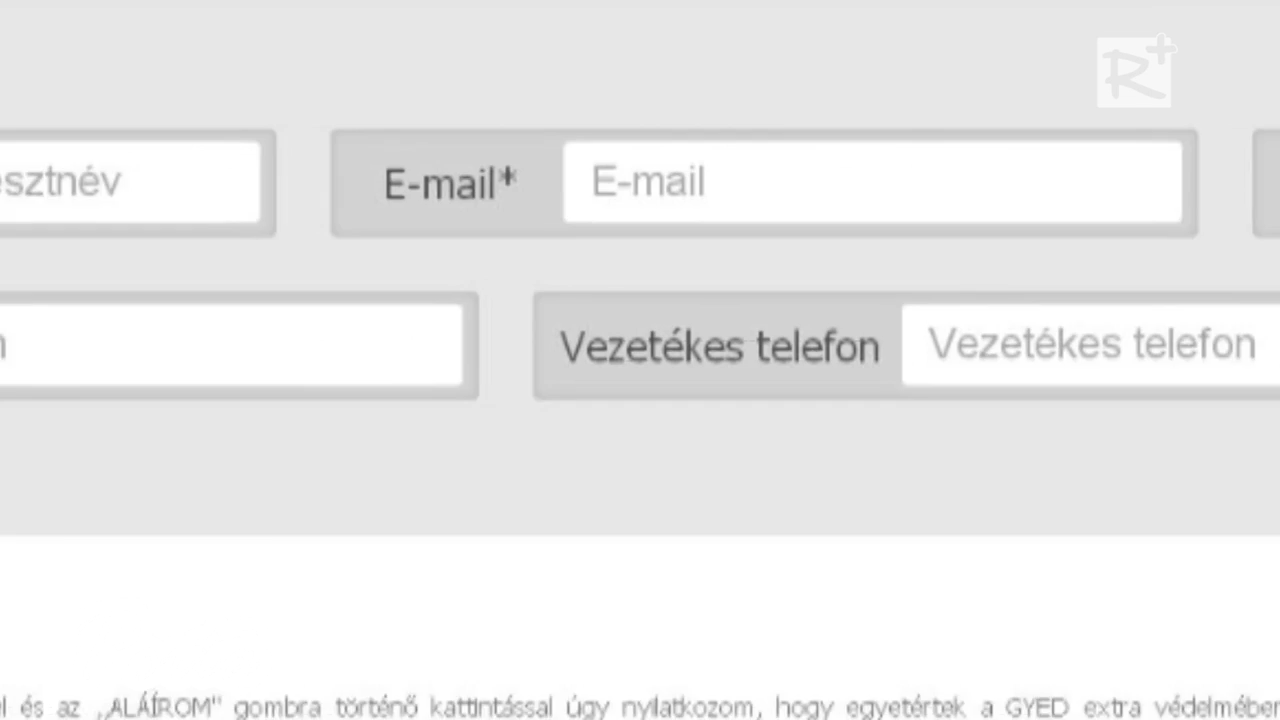 R+
esztnév E-mail* E-mail
Vezetékes telefon Vezetékes telefon
és az „ALÁÍROM" gombra történő kattintással úgy nyilatkozom, hogy egyetértek a GYED extra védelmében